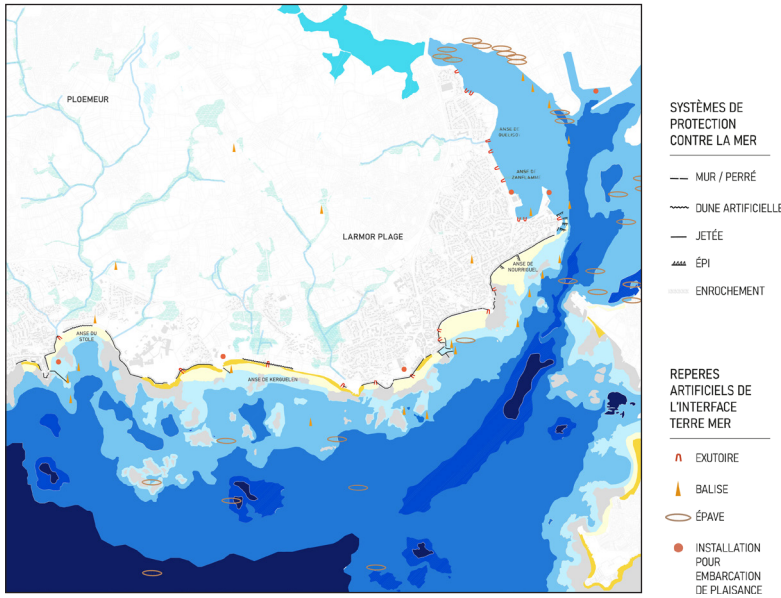 PLOEMEUR
LARMOR PLAGE
ANSE DE
ANSE DE
ANSE DE
NOURRIGUEL
ANSE DU
STOLE
ANSE DE KERGUELEN
SYSTÈMES DE
PROTECTION
CONTRE LA MER
MUR / PERRÉ
DUNE ARTIFICIELLE
JETÉE
ÉPI
ENROCHEMENT
REPERES
ARTIFICIELS DE
L'INTERFACE
TERRE MER
EXUTOIRE
BALISE
ÉPAVE
INSTALLATION
POUR
EMBARCATION
DE PLAISANCE